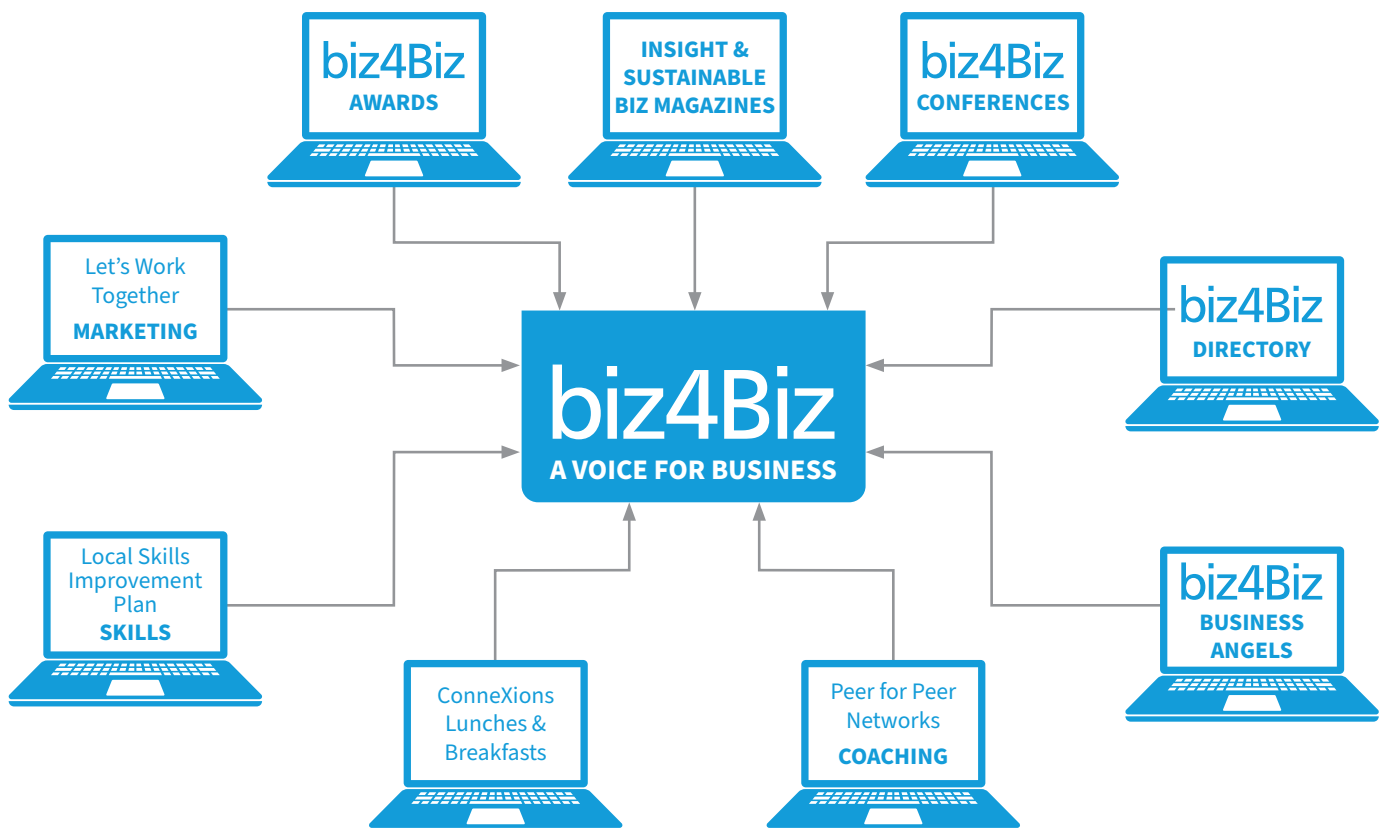 biz4Biz
AWARDS
INSIGHT &
SUSTAINABLE
BIZ MAGAZINES
biz4Biz
CONFERENCES
Let’s Work
Together
MARKETING
biz4Biz
DIRECTORY
biz4Biz
A VOICE FOR BUSINESS
Local Skills
Improvement
Plan
SKILLS
biz4Biz
BUSINESS
ANGELS
ConneXions
Lunches &
Breakfasts
Peer for Peer
Networks
COACHING